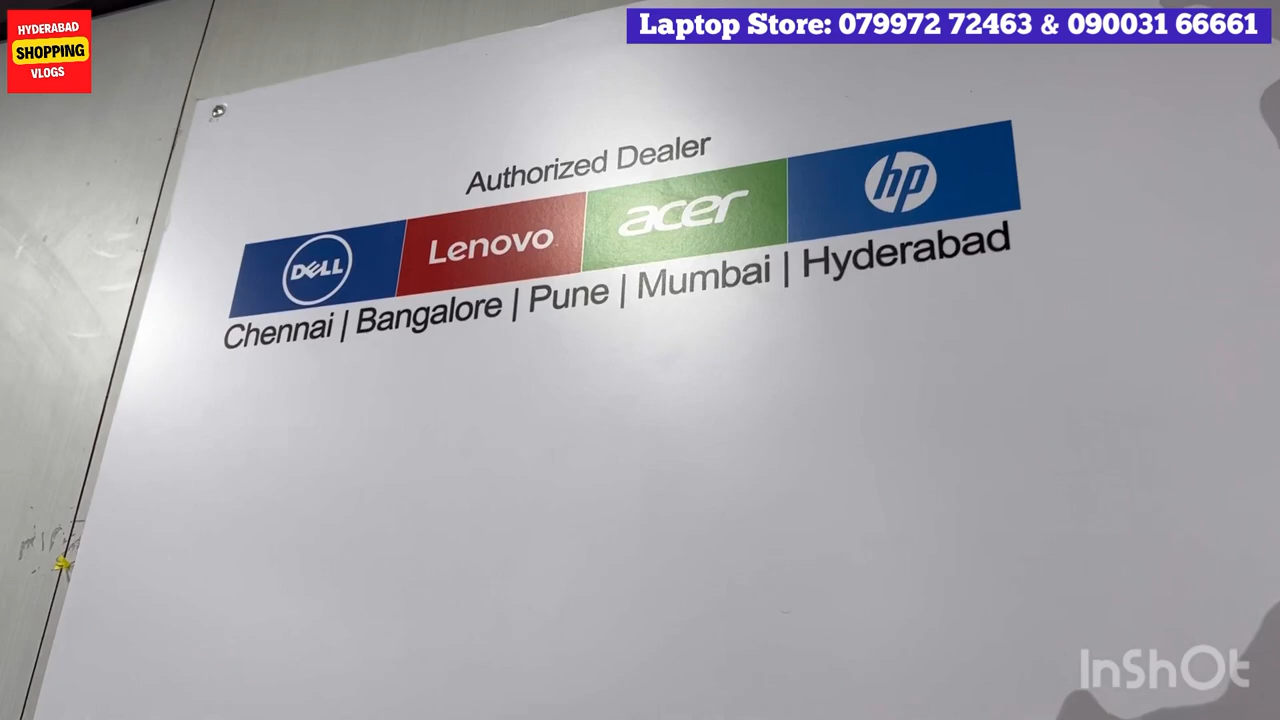 HYDERABAD
SHOPPING
VLOGS
Laptop Store: 079972 72463 & 090031 66661
Authorized Dealer
DELL Lenovo acer hp
Chennai | Bangalore | Pune | Mumbai | Hyderabad
InShOt